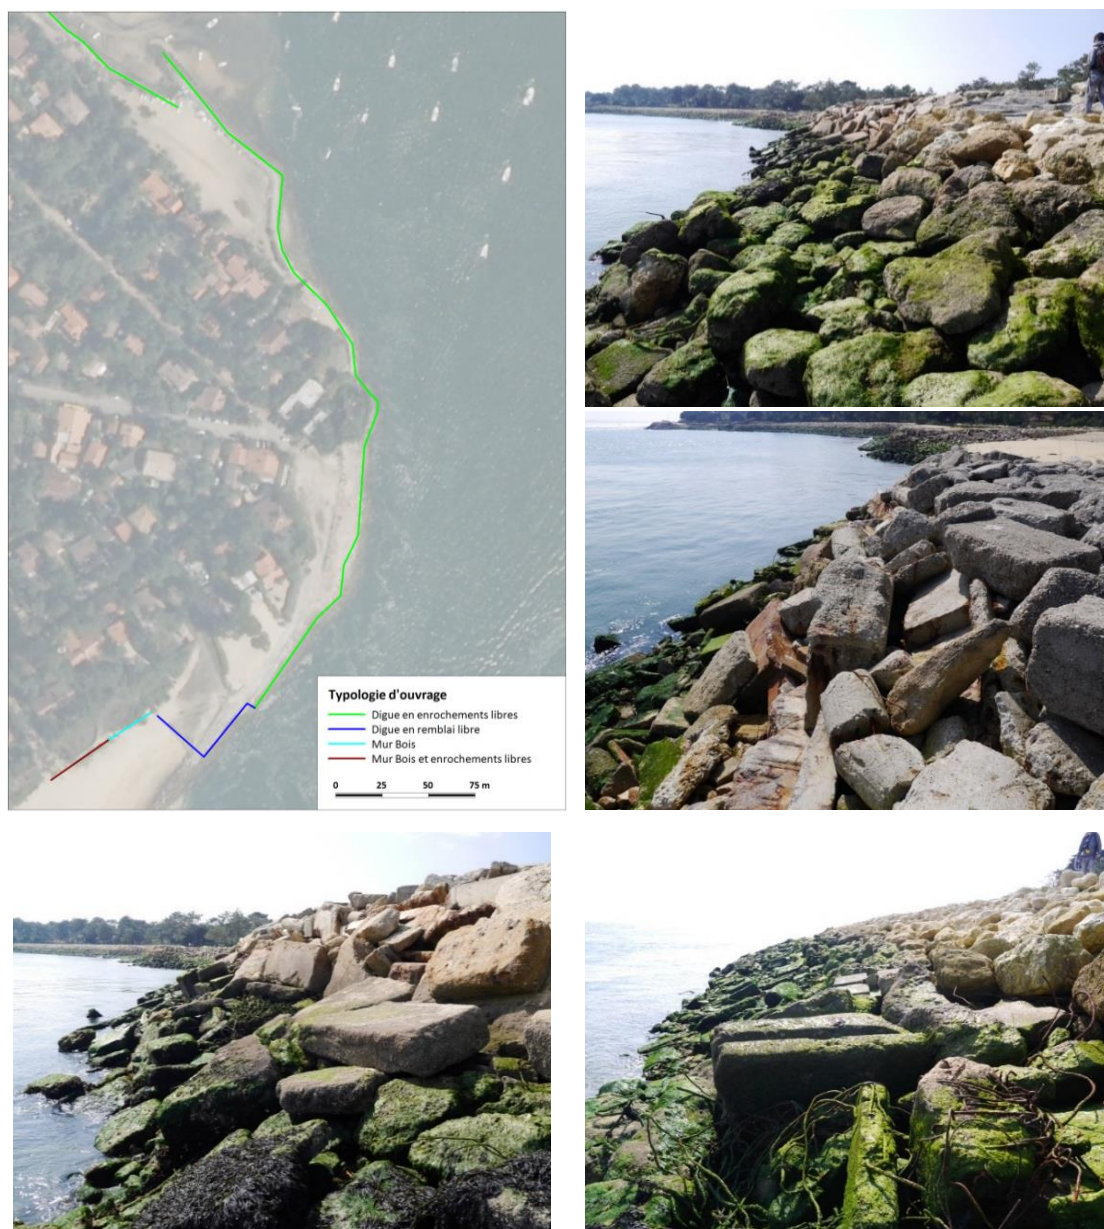 Typologie d'ouvrage
Digue en enrochements libres
Digue en remblai libre
Mur Bois
Mur Bois et enrochements libres
0 25 50 75 m